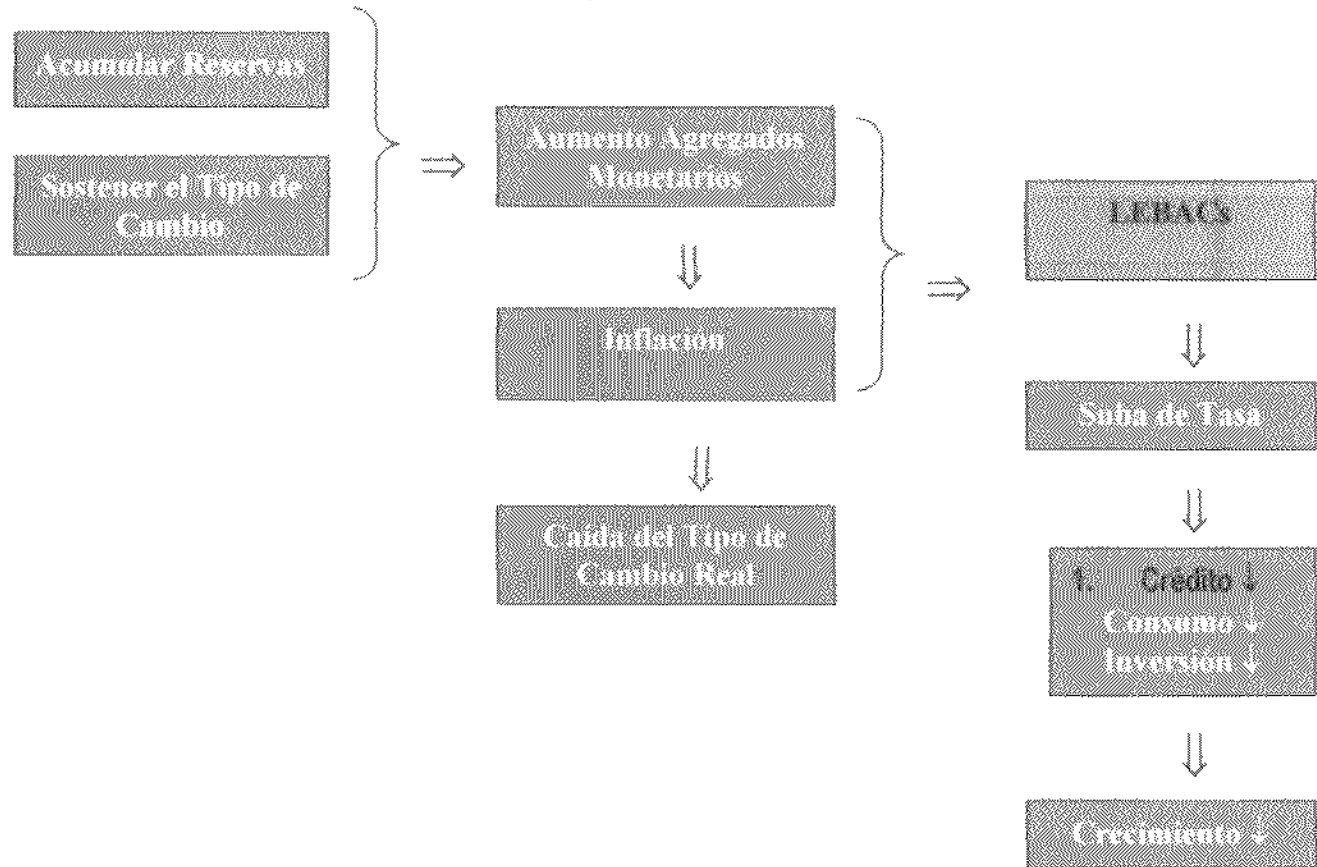 Acumular Reservas
Sostener el Tipo de
Cambio
Aumento Agregados
Monetarios
Inflación
Caída del Tipo de
Cambio Real
LEBACs
Suba de Tasa
1. Crédito ↓
Consumo ↓
Inversión ↓
Crecimiento ↓